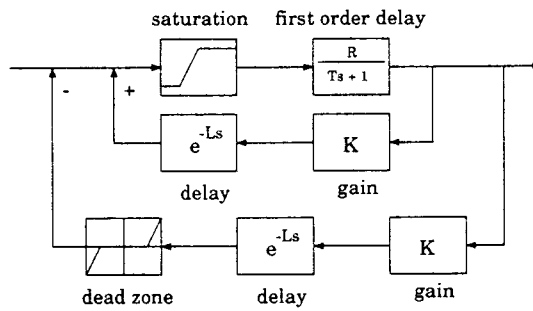 saturation first order delay
R
Ts + 1
- +
e^-Ls K
delay gain
e^-Ls K
dead zone delay gain